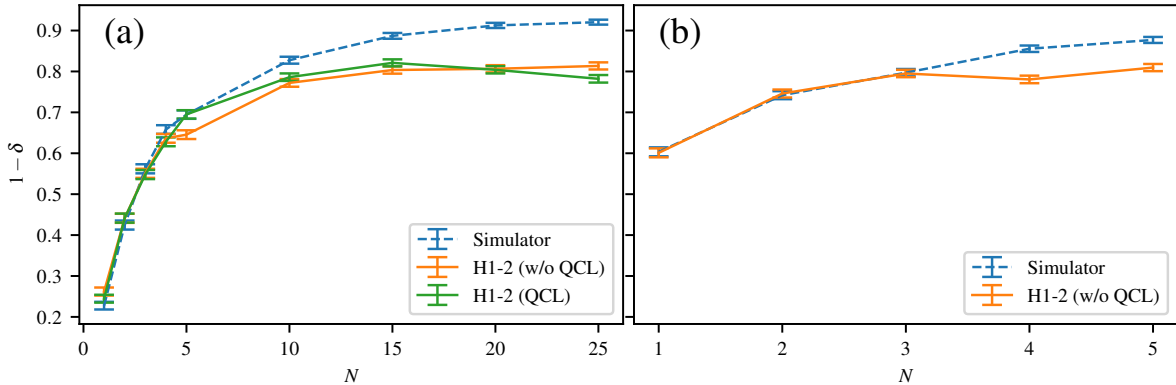 (a)
(b)
1 − δ
0.9
0.8
0.7
0.6
0.5
0.4
0.3
0.2
0 5 10 15 20 25
N
Simulator
H1-2 (w/o QCL)
H1-2 (QCL)
1 2 3 4 5
N
Simulator
H1-2 (w/o QCL)